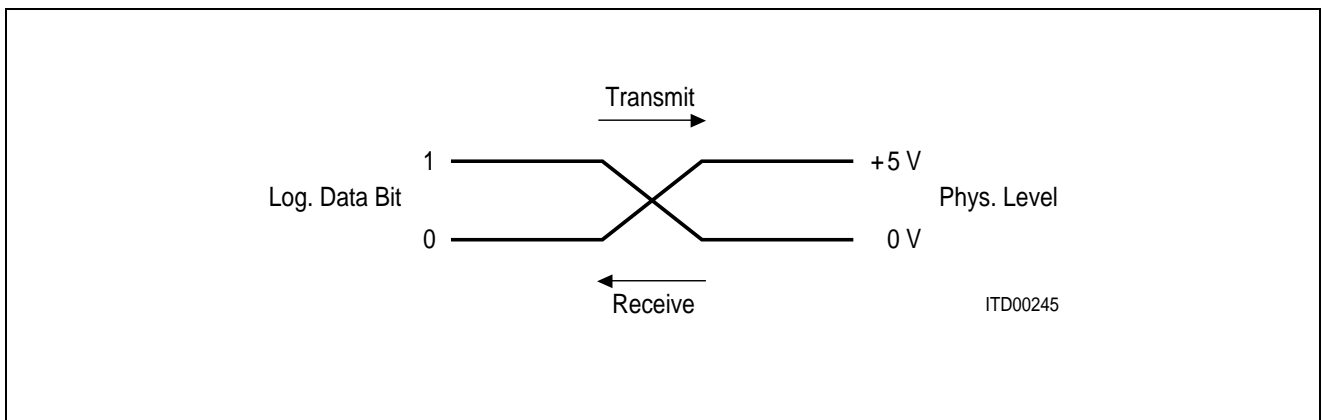 Transmit
1
+5 V
Log. Data Bit
Phys. Level
0
0 V
Receive
ITD00245